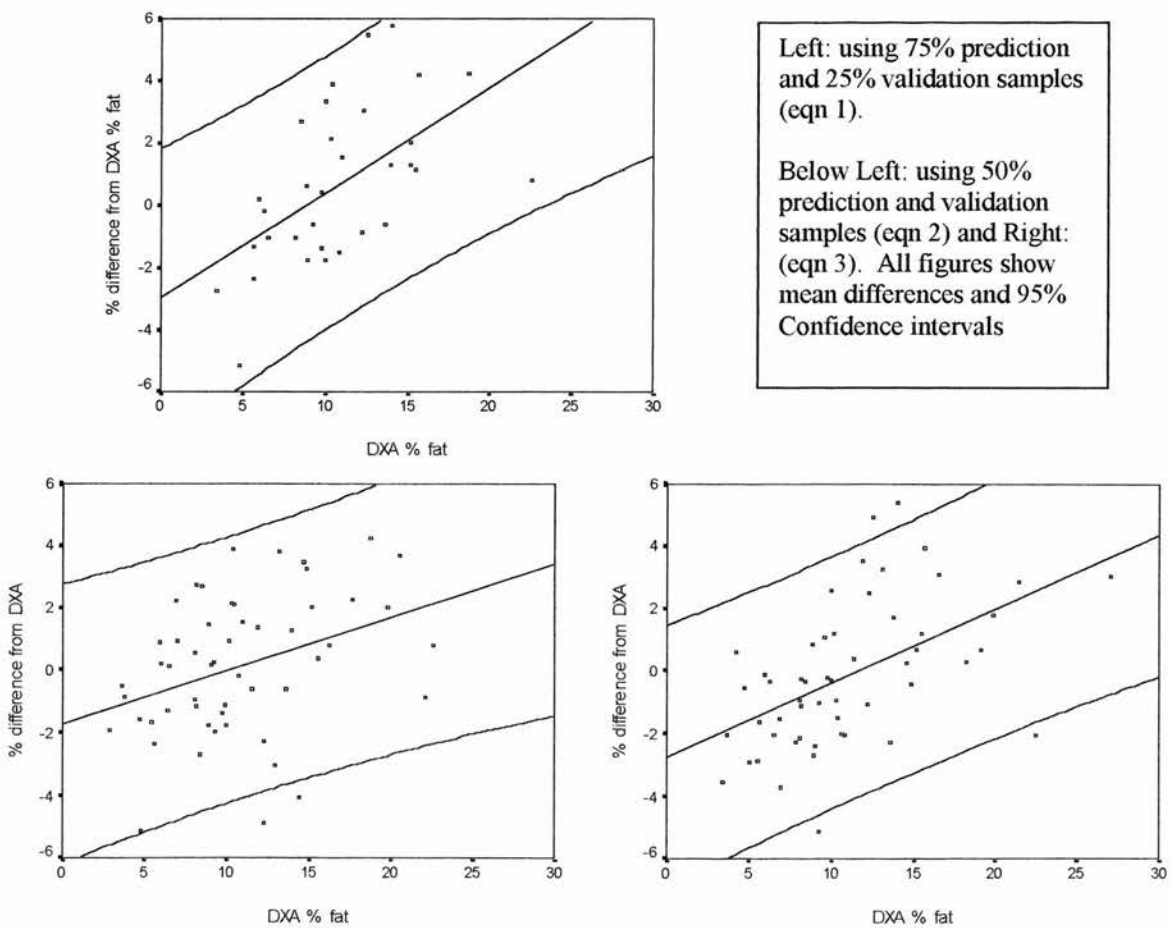 6
4
2
0
-2
-4
-6
% difference from DXA % fat
0 5 10 15 20 25 30
DXA % fat
Left: using 75% prediction
and 25% validation samples
(eqn 1).
Below Left: using 50%
prediction and validation
samples (eqn 2) and Right:
(eqn 3). All figures show
mean differences and 95%
Confidence intervals
6
4
2
0
-2
-4
-6
% difference from DXA
0 5 10 15 20 25 30
DXA % fat
6
4
2
0
-2
-4
-6
% difference from DXA
0 5 10 15 20 25 30
DXA % fat